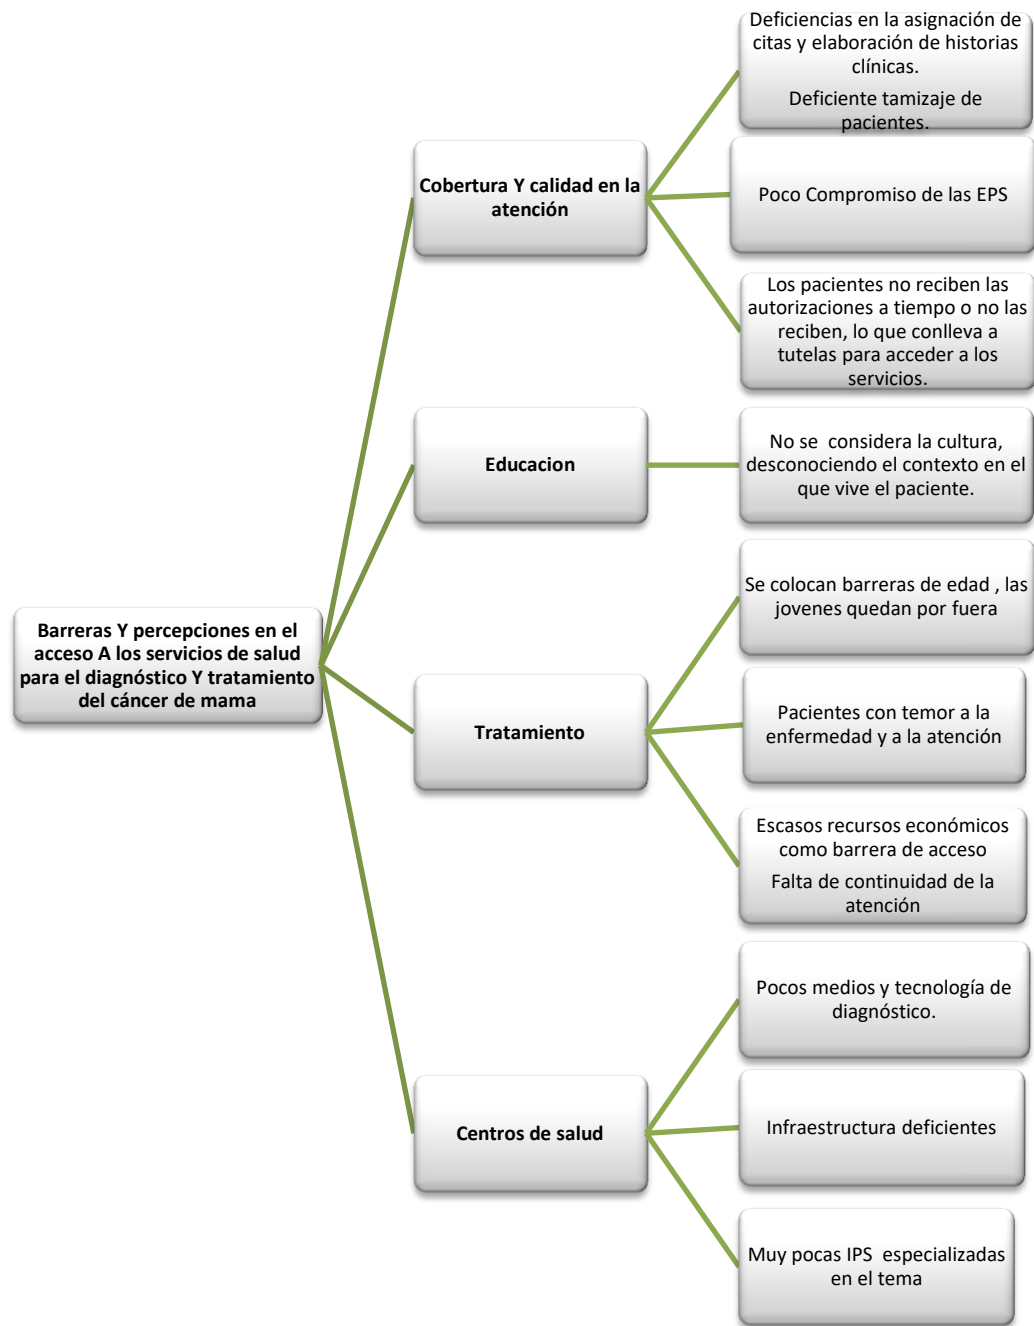 Barreras Y percepciones en el
acceso A los servicios de salud
para el diagnóstico Y tratamiento
del cáncer de mama
Cobertura Y calidad en la
atención
Deficiencias en la asignación de
citas y elaboración de historias
clínicas.
Deficiente tamizaje de
pacientes.
Poco Compromiso de las EPS
Los pacientes no reciben las
autorizaciones a tiempo o no las
reciben, lo que conlleva a
tutelas para acceder a los
servicios.
Educacion
No se  considera la cultura,
desconociendo el contexto en el
que vive el paciente.
Tratamiento
Se colocan barreras de edad , las
jovenes quedan por fuera
Pacientes con temor a la
enfermedad y a la atención
Escasos recursos económicos
como barrera de acceso
Falta de continuidad de la
atención
Centros de salud
Pocos medios y tecnología de
diagnóstico.
Infraestructura deficientes
Muy pocas IPS  especializadas
en el tema